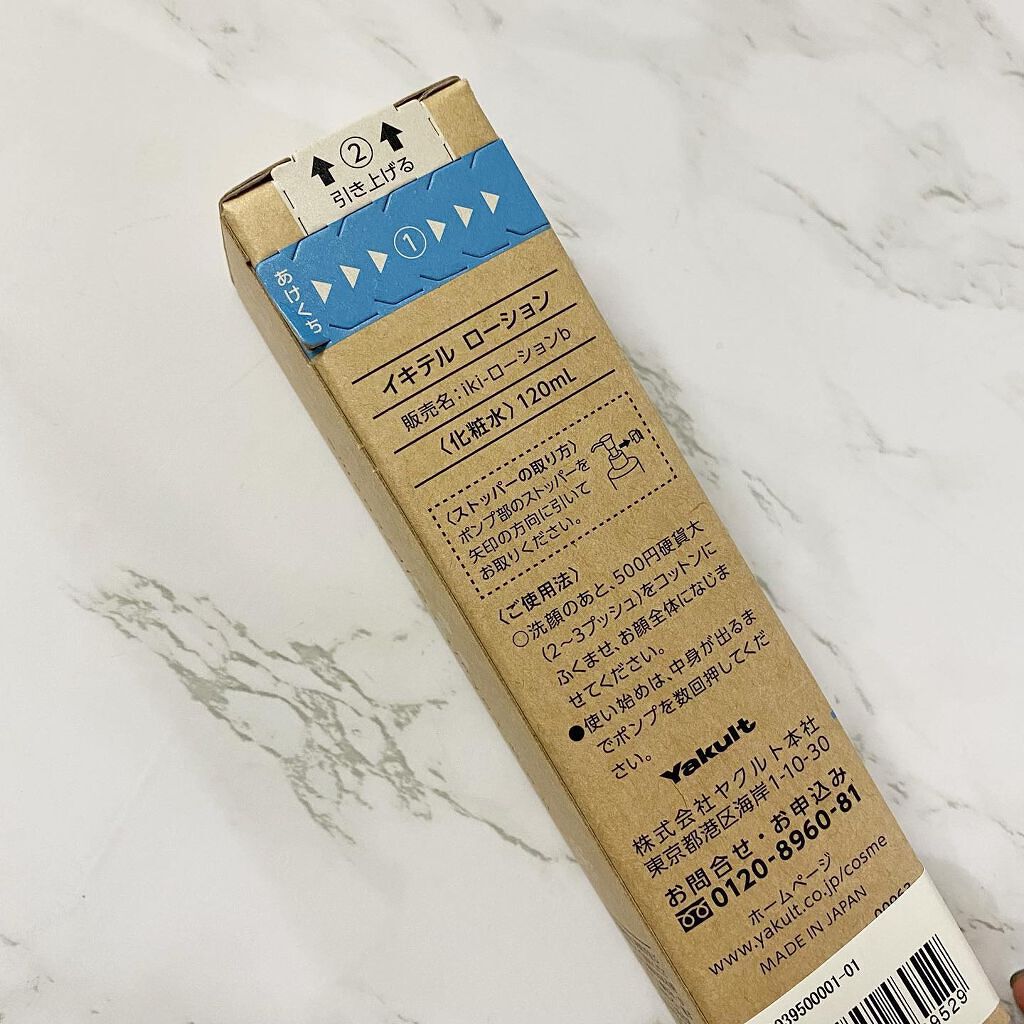 ②
引き上げる
あけくち
①
イキテル ローション
販売名：iki-ローションb
〈化粧水〉120mL
〈ストッパーの取り方〉
ポンプ部のストッパーを
矢印の方向に引いて
お取りください。
〈ご使用法〉
○洗顔のあと、500円硬貨大
(2～3プッシュ)をコットンに
ふくませ、お顔全体になじま
せてください。
●使い始めは、中身が出るま
でポンプを数回押してくだ
さい。
Yakult
株式会社ヤクルト本社
東京都港区海岸1-10-30
お問合せ・お申込み
0120-8960-81
ホームページ
www.yakult.co.jp/cosme
MADE IN JAPAN
039500001-01
9529